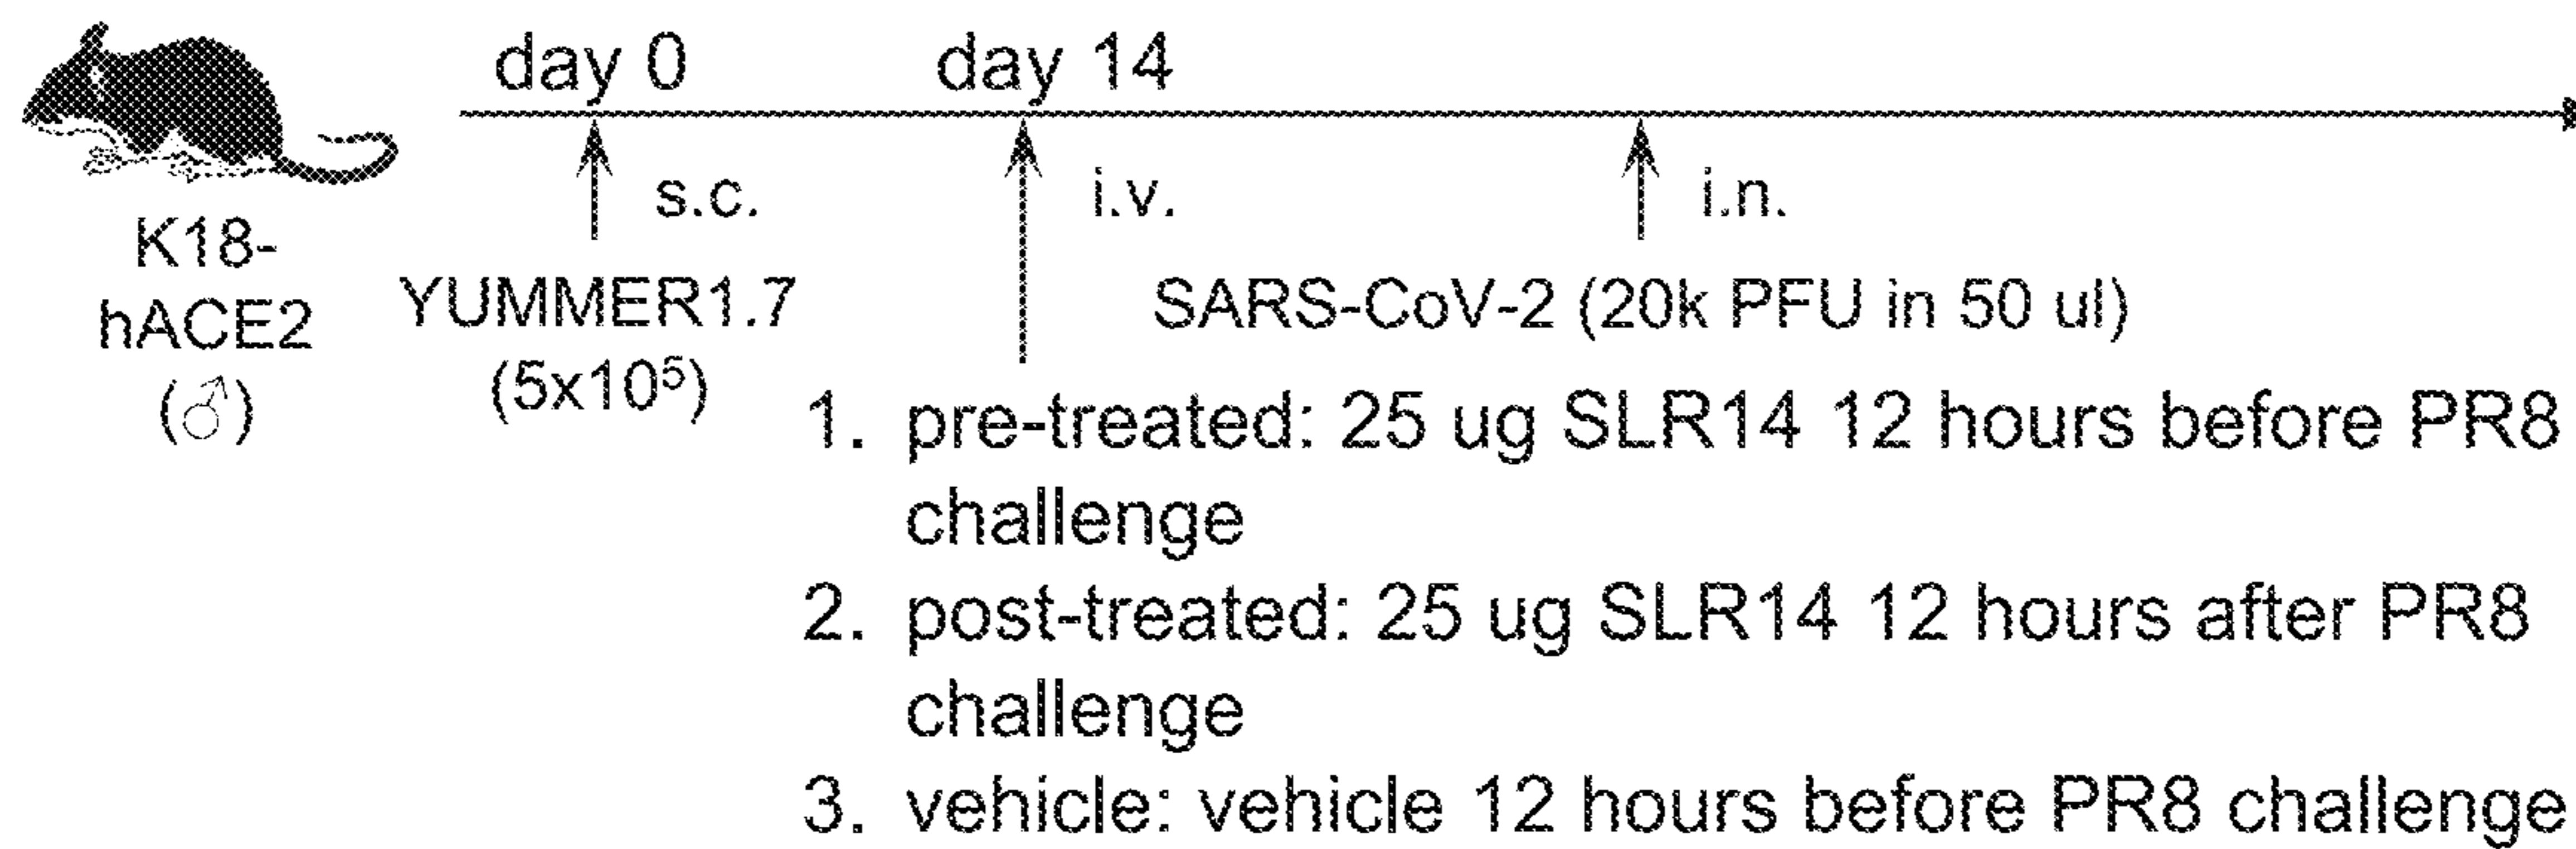 day 0
day 14
s.c.
i.v.
i.n.
K18-
hACE2
(♂)
YUMMER1.7
(5x10⁵)
SARS-CoV-2 (20k PFU in 50 ul)
1. pre-treated: 25 ug SLR14 12 hours before PR8
challenge
2. post-treated: 25 ug SLR14 12 hours after PR8
challenge
3. vehicle: vehicle 12 hours before PR8 challenge